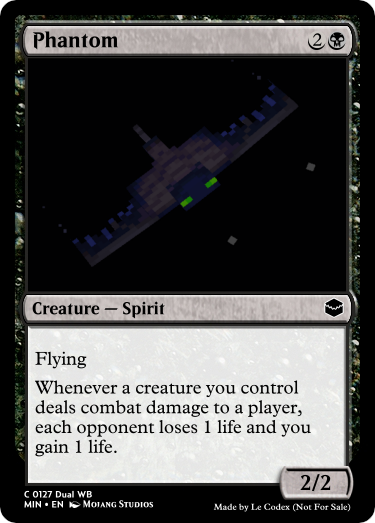 Phantom 2
Creature — Spirit
Flying
Whenever a creature you control
deals combat damage to a player,
each opponent loses 1 life and you
gain 1 life.
2/2
C 0127 Dual WB
MIN • EN Mojang Studios
Made by Le Codex (Not For Sale)